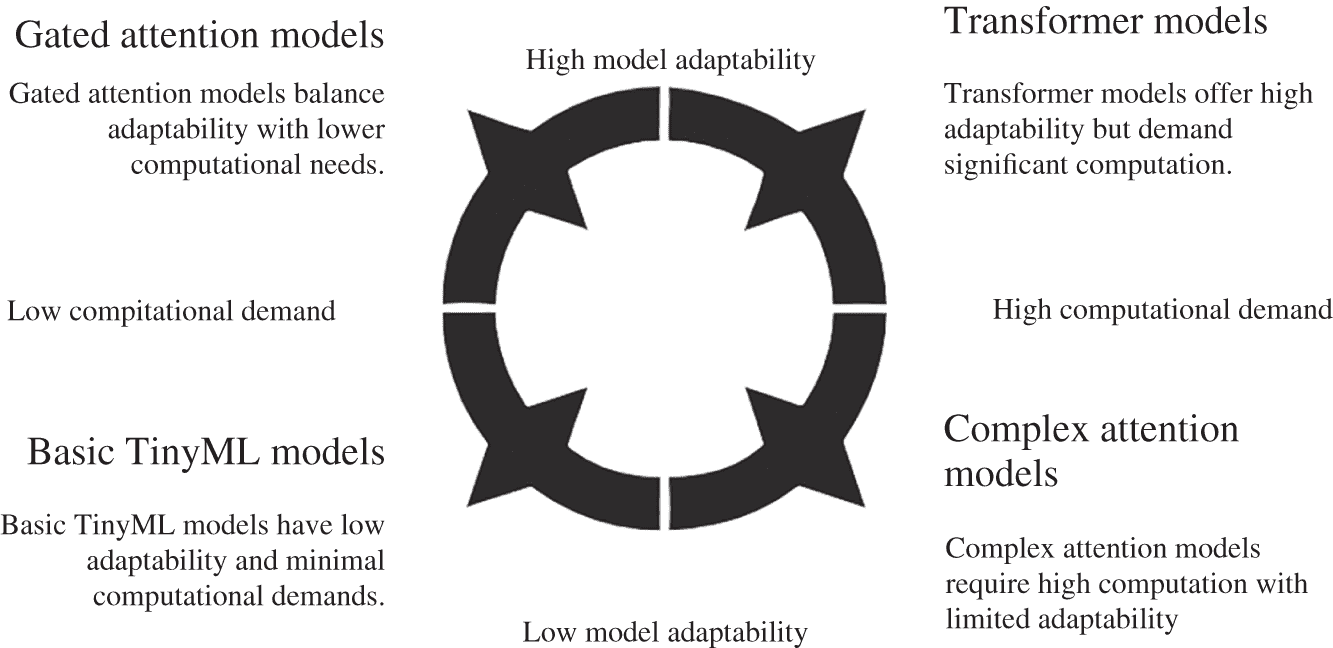 Gated attention models
Gated attention models balance
adaptability with lower
computational needs.
High model adaptability
Transformer models
Transformer models offer high
adaptability but demand
significant computation.
Low compitational demand
High computational demand
Basic TinyML models
Basic TinyML models have low
adaptability and minimal
computational demands.
Low model adaptability
Complex attention
models
Complex attention models
require high computation with
limited adaptability